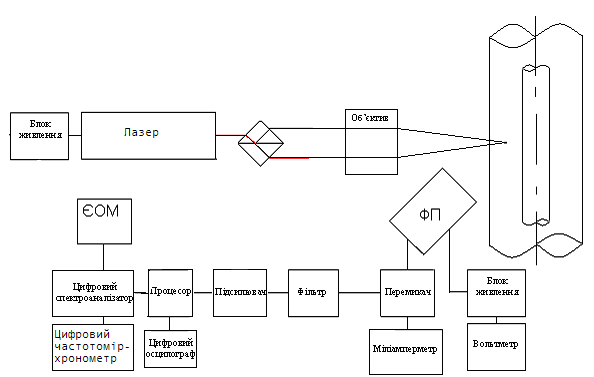 Блок
живлення
Лазер
Об’єктив
ЄОМ
ФП
Цифровий
спектроаналізатор
Процесор
Підсилювач
Фільтр
Перемикач
Блок
живлення
Цифровий
частотомір-
хронометр
Цифровий
осцилограф
Міліамперметр
Вольтметр